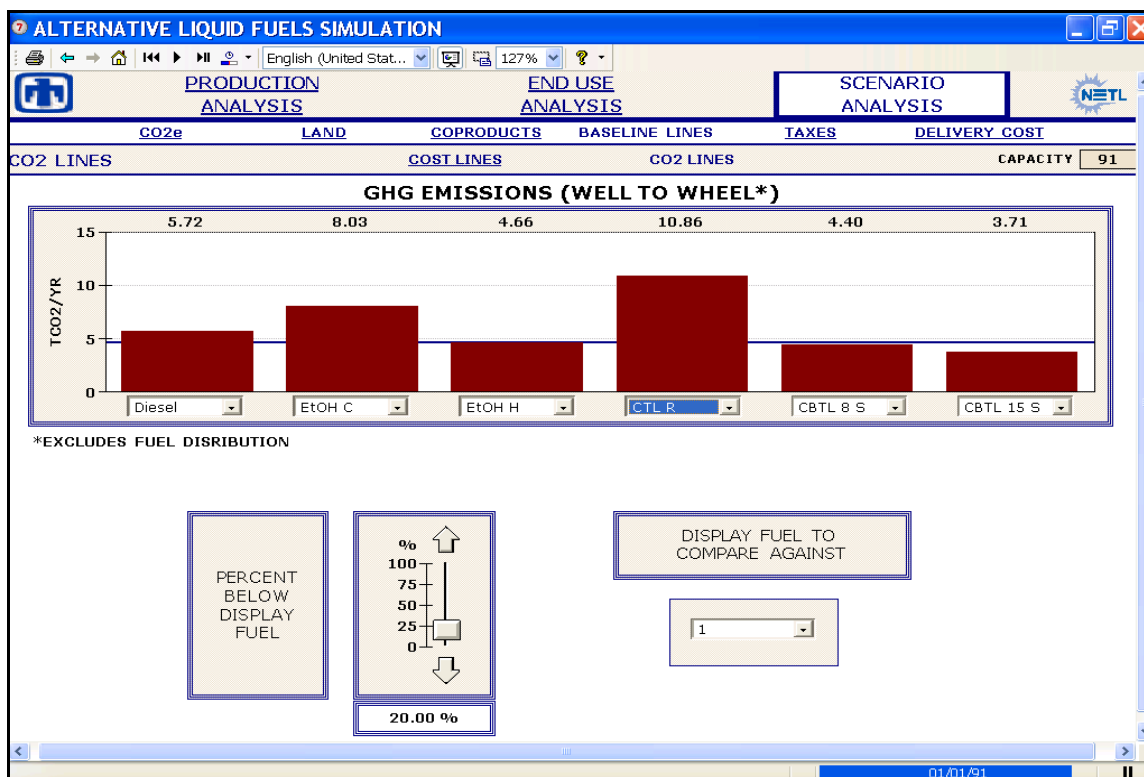 ALTERNATIVE LIQUID FUELS SIMULATION
English (United Stat... 127%
PRODUCTION ANALYSIS
END USE ANALYSIS
SCENARIO ANALYSIS
NETL
CO2e LAND COPRODUCTS BASELINE LINES TAXES DELIVERY COST
CO2 LINES COST LINES CO2 LINES CAPACITY 91
GHG EMISSIONS (WELL TO WHEEL*)
5.72 8.03 4.66 10.86 4.40 3.71
TCO2/YR
15
10
5
0
Diesel EtOH C EtOH H CTL R CBTL 8 S CBTL 15 S
*EXCLUDES FUEL DISRIBUTION
PERCENT
BELOW
DISPLAY
FUEL
%
100
75
50
25
0
20.00 %
DISPLAY FUEL TO
COMPARE AGAINST
1
01/01/91